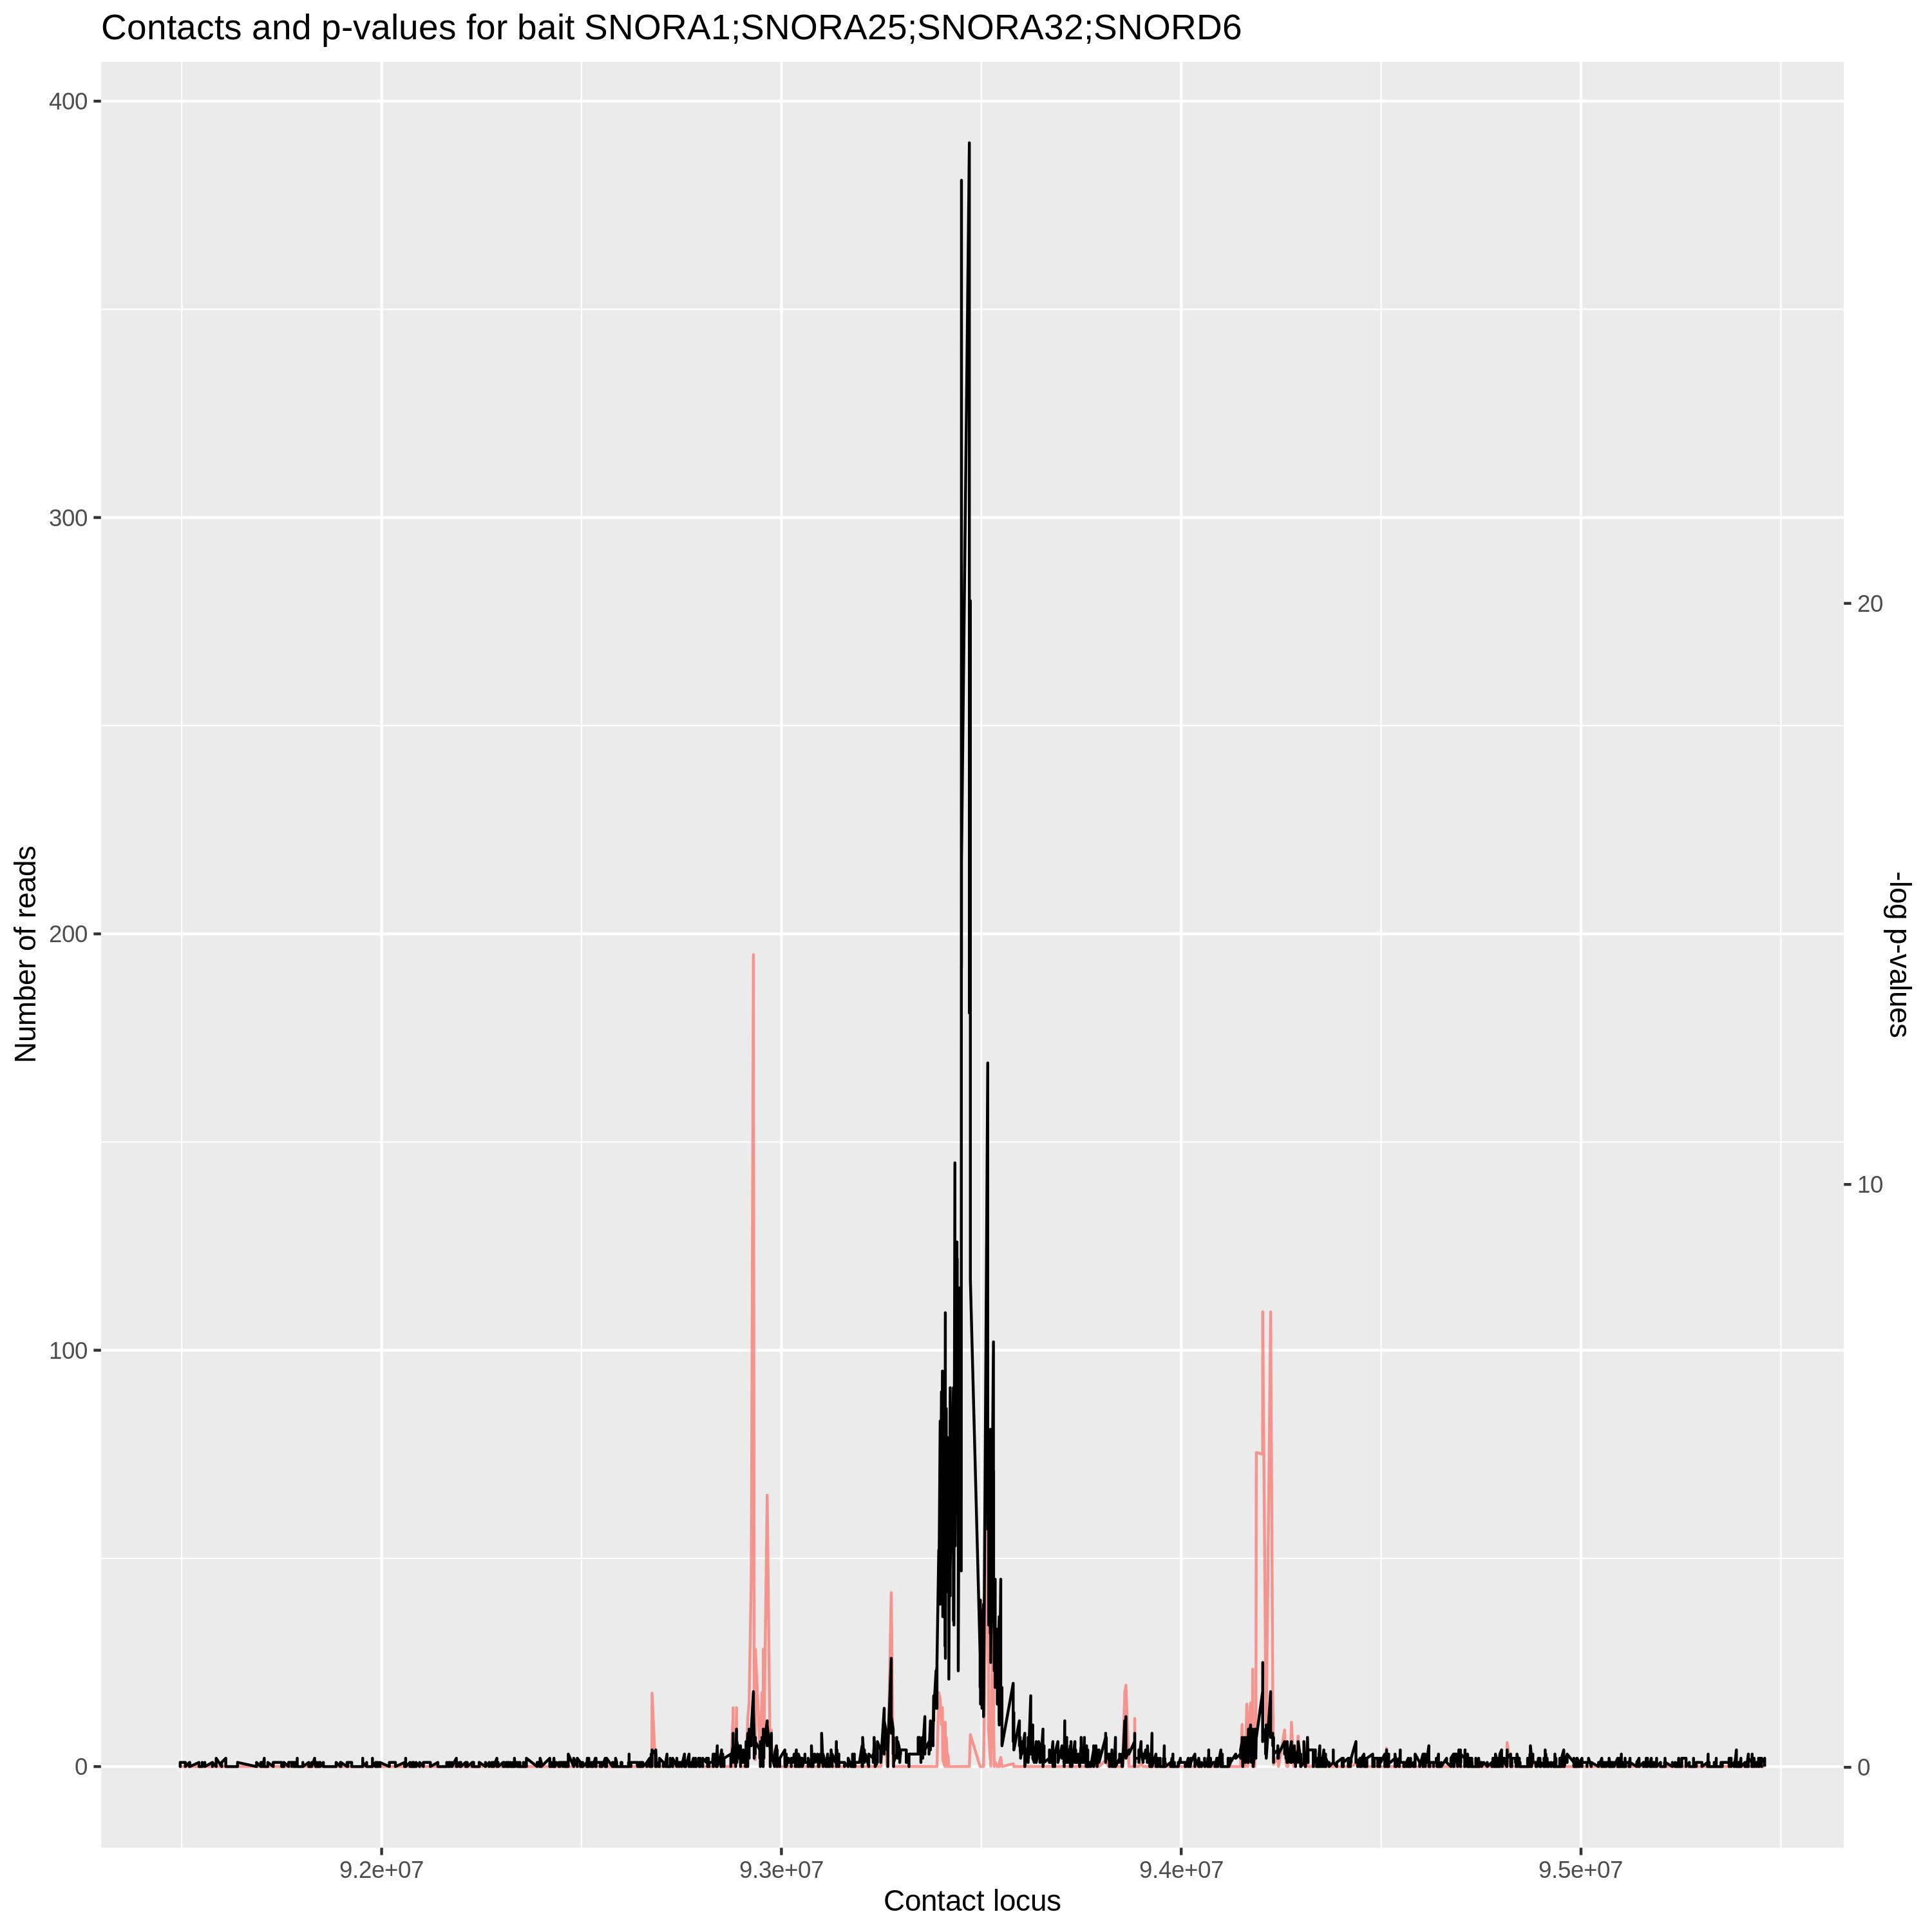 Contacts and p-values for bait SNORA1;SNORA25;SNORA32;SNORD6
400
300
200
100
0
Number of reads
20
10
0
-log p-values
9.2e+07 9.3e+07 9.4e+07 9.5e+07
Contact locus